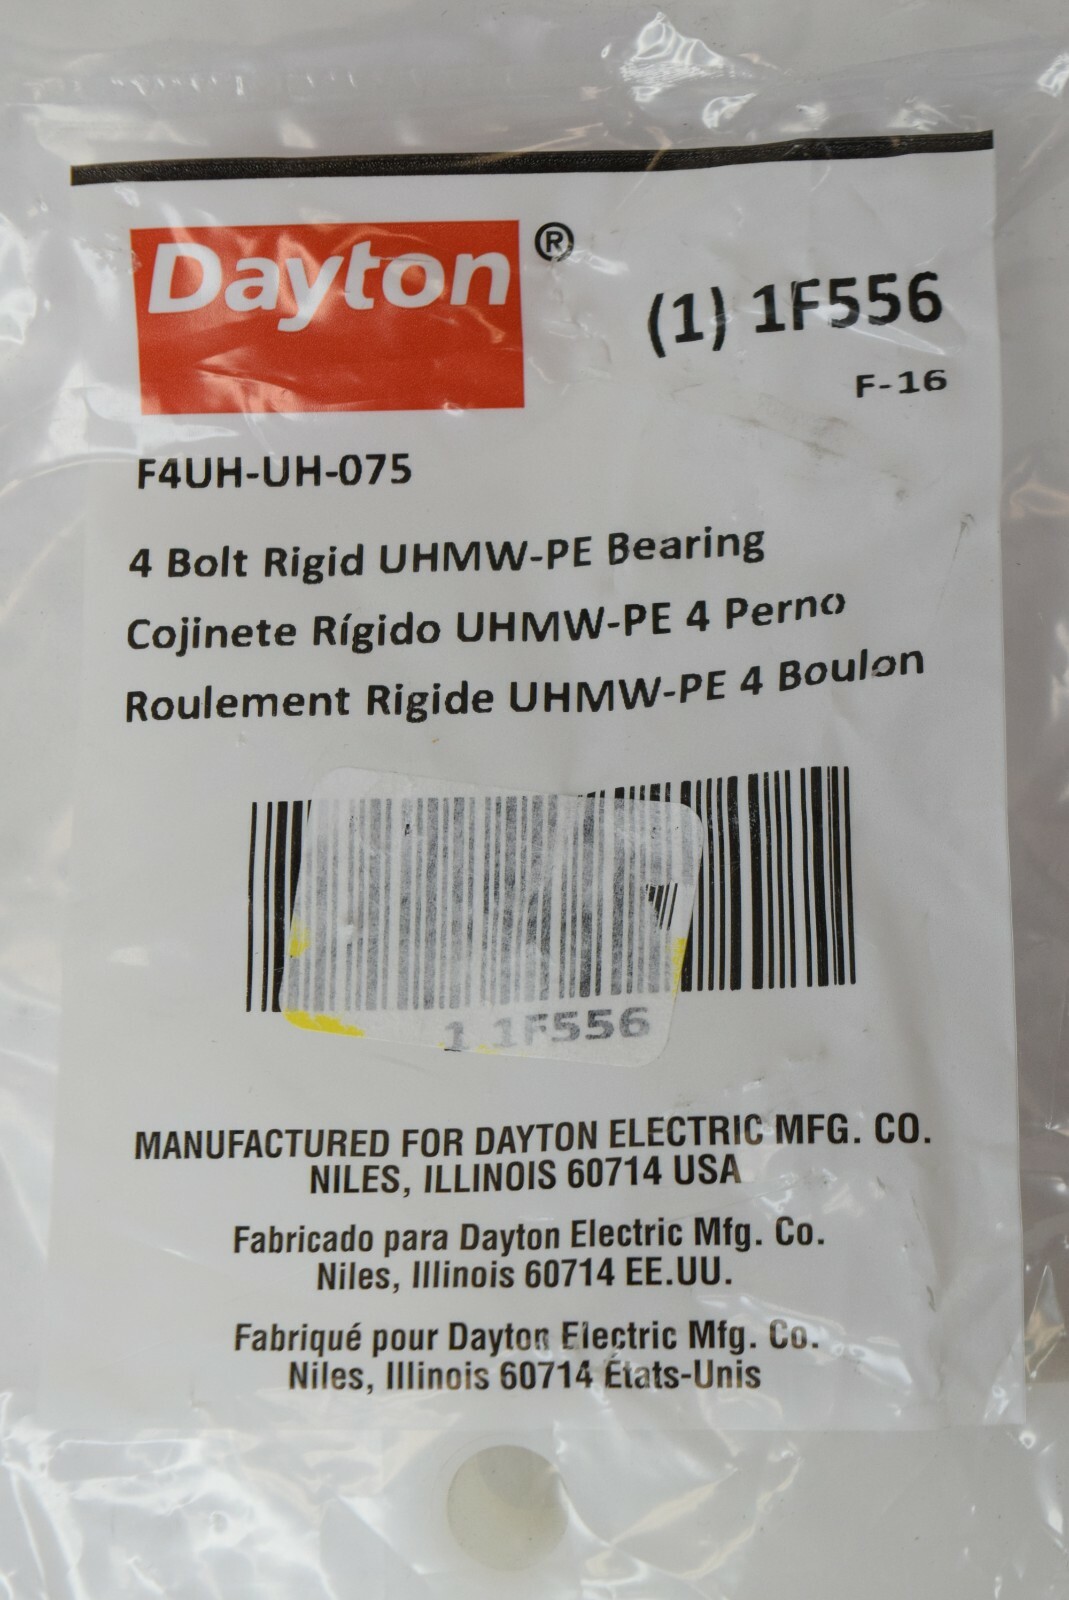 Dayton®
(1) 1F556
F-16
F4UH-UH-075
4 Bolt Rigid UHMW-PE Bearing
Cojinete Rígido UHMW-PE 4 Perno
Roulement Rigide UHMW-PE 4 Boulon
1 1F556
MANUFACTURED FOR DAYTON ELECTRIC MFG. CO.
NILES, ILLINOIS 60714 USA
Fabricado para Dayton Electric Mfg. Co.
Niles, Illinois 60714 EE.UU.
Fabriqué pour Dayton Electric Mfg. Co.
Niles, Illinois 60714 États-Unis